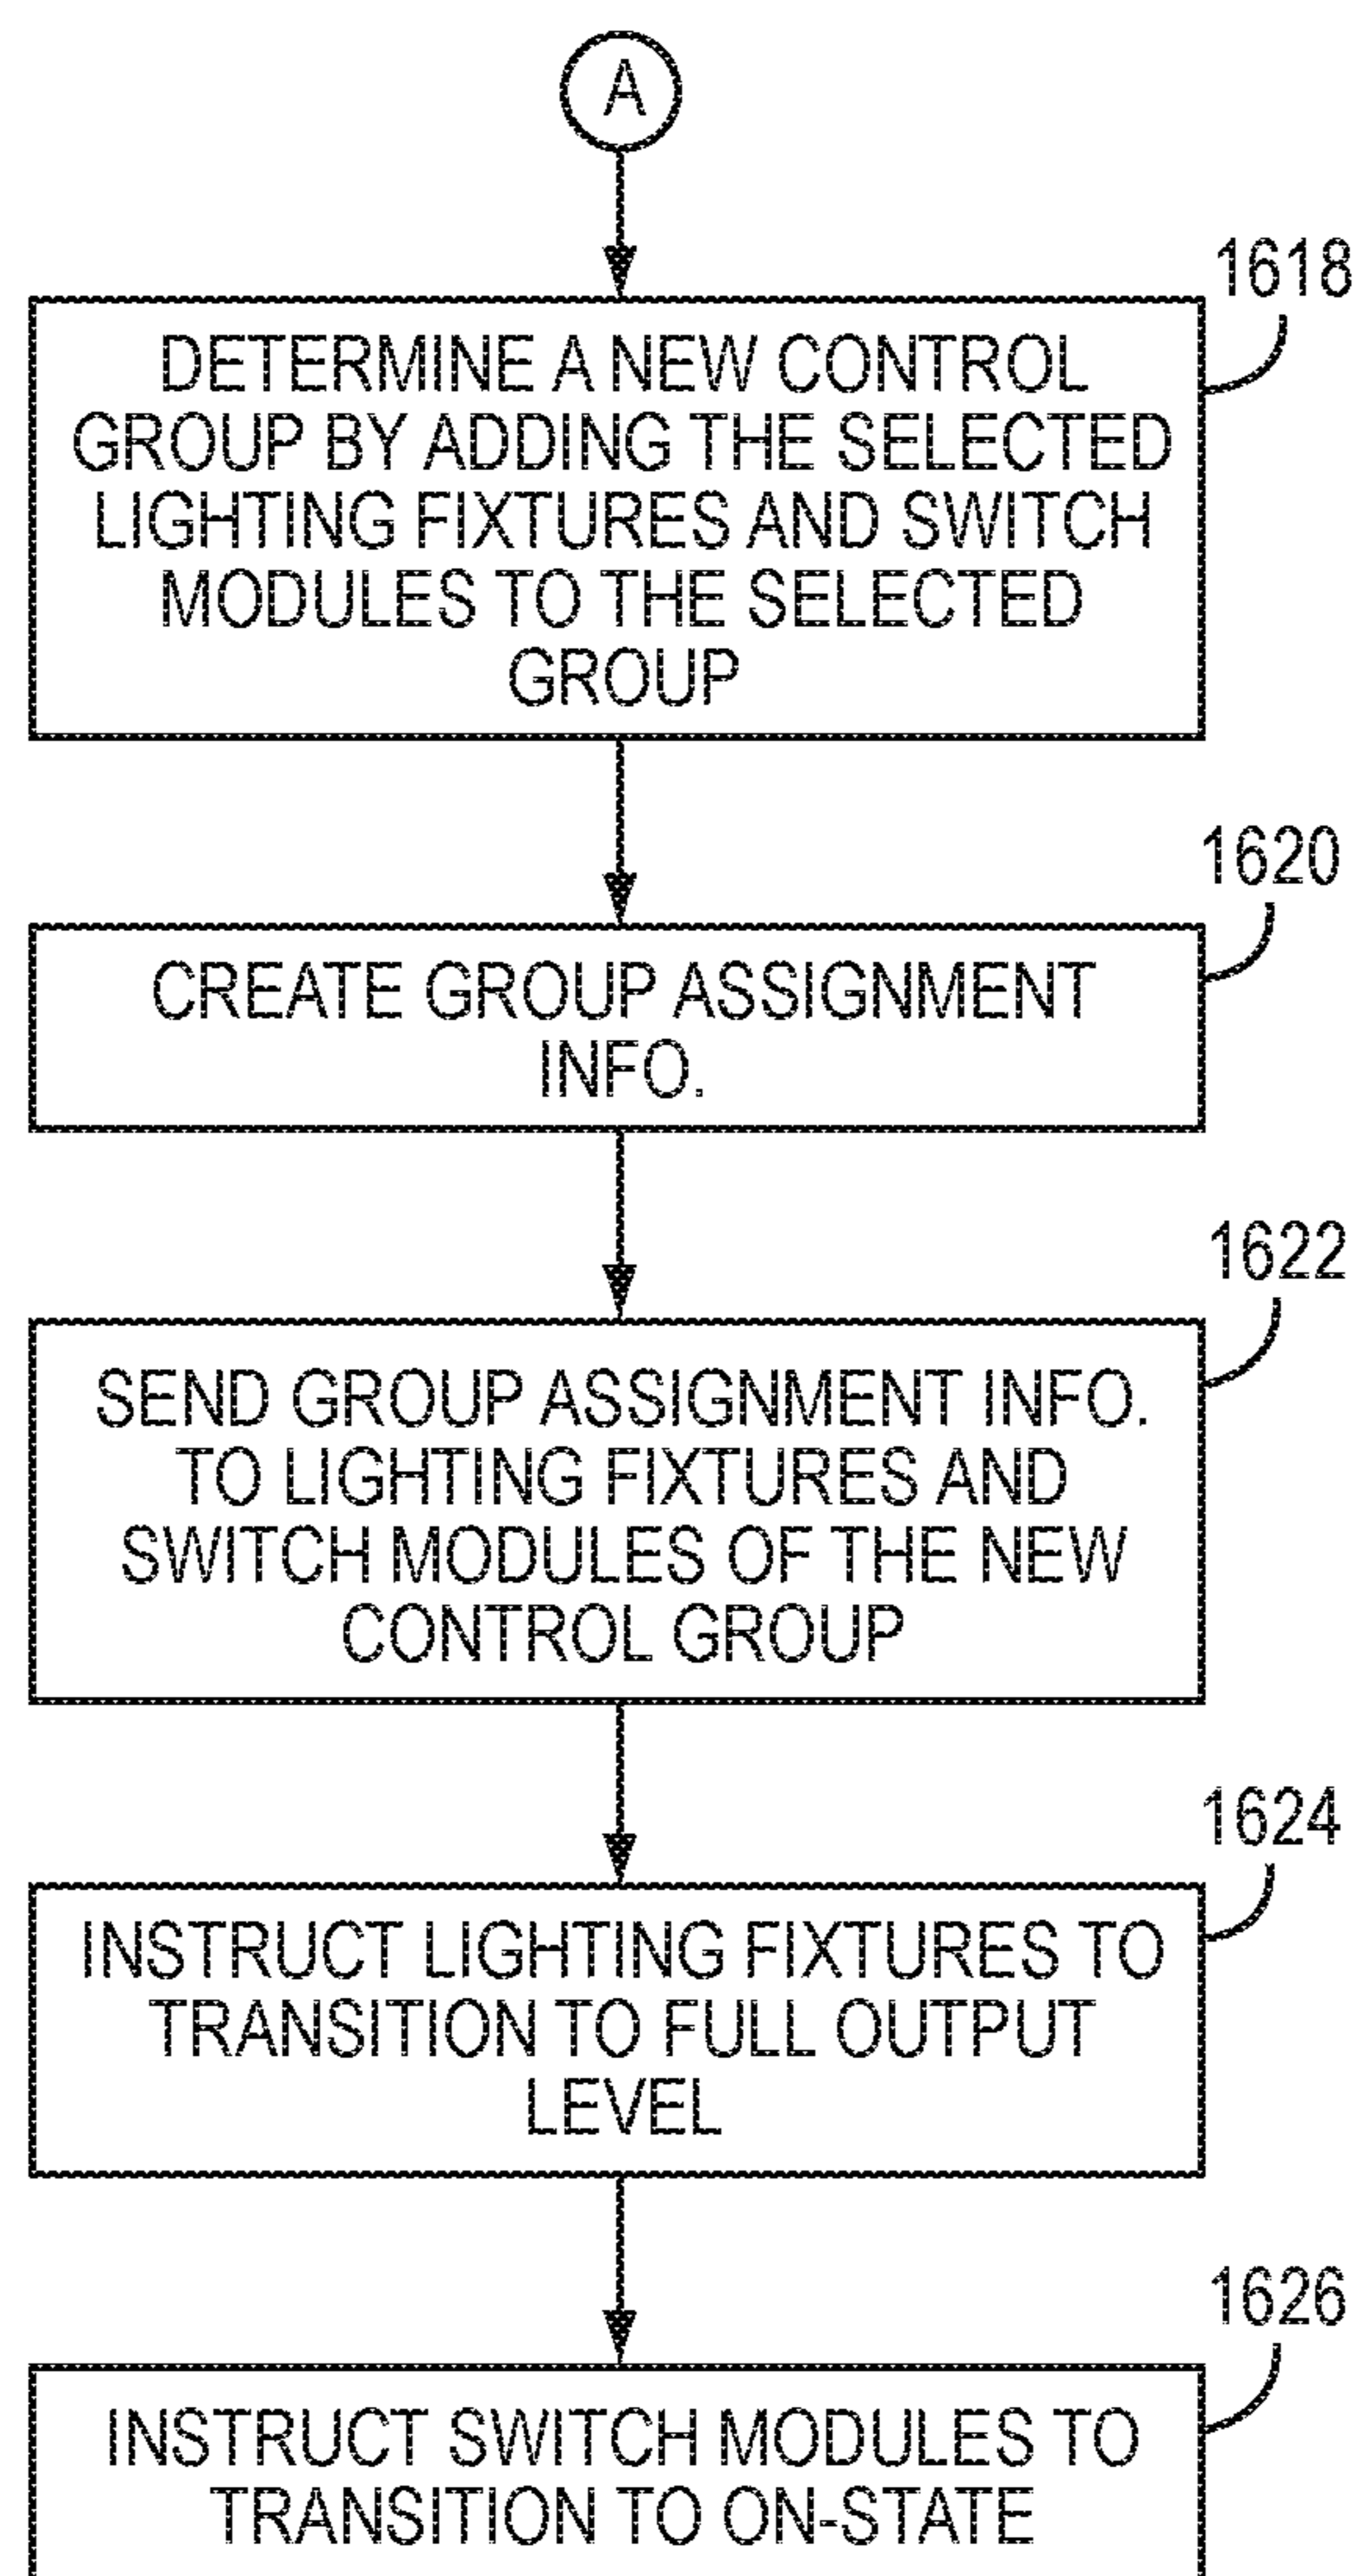 A
1618
DETERMINE A NEW CONTROL
GROUP BY ADDING THE SELECTED
LIGHTING FIXTURES AND SWITCH
MODULES TO THE SELECTED
GROUP
1620
CREATE GROUP ASSIGNMENT
INFO.
1622
SEND GROUP ASSIGNMENT INFO.
TO LIGHTING FIXTURES AND
SWITCH MODULES OF THE NEW
CONTROL GROUP
1624
INSTRUCT LIGHTING FIXTURES TO
TRANSITION TO FULL OUTPUT
LEVEL
1626
INSTRUCT SWITCH MODULES TO
TRANSITION TO ON-STATE